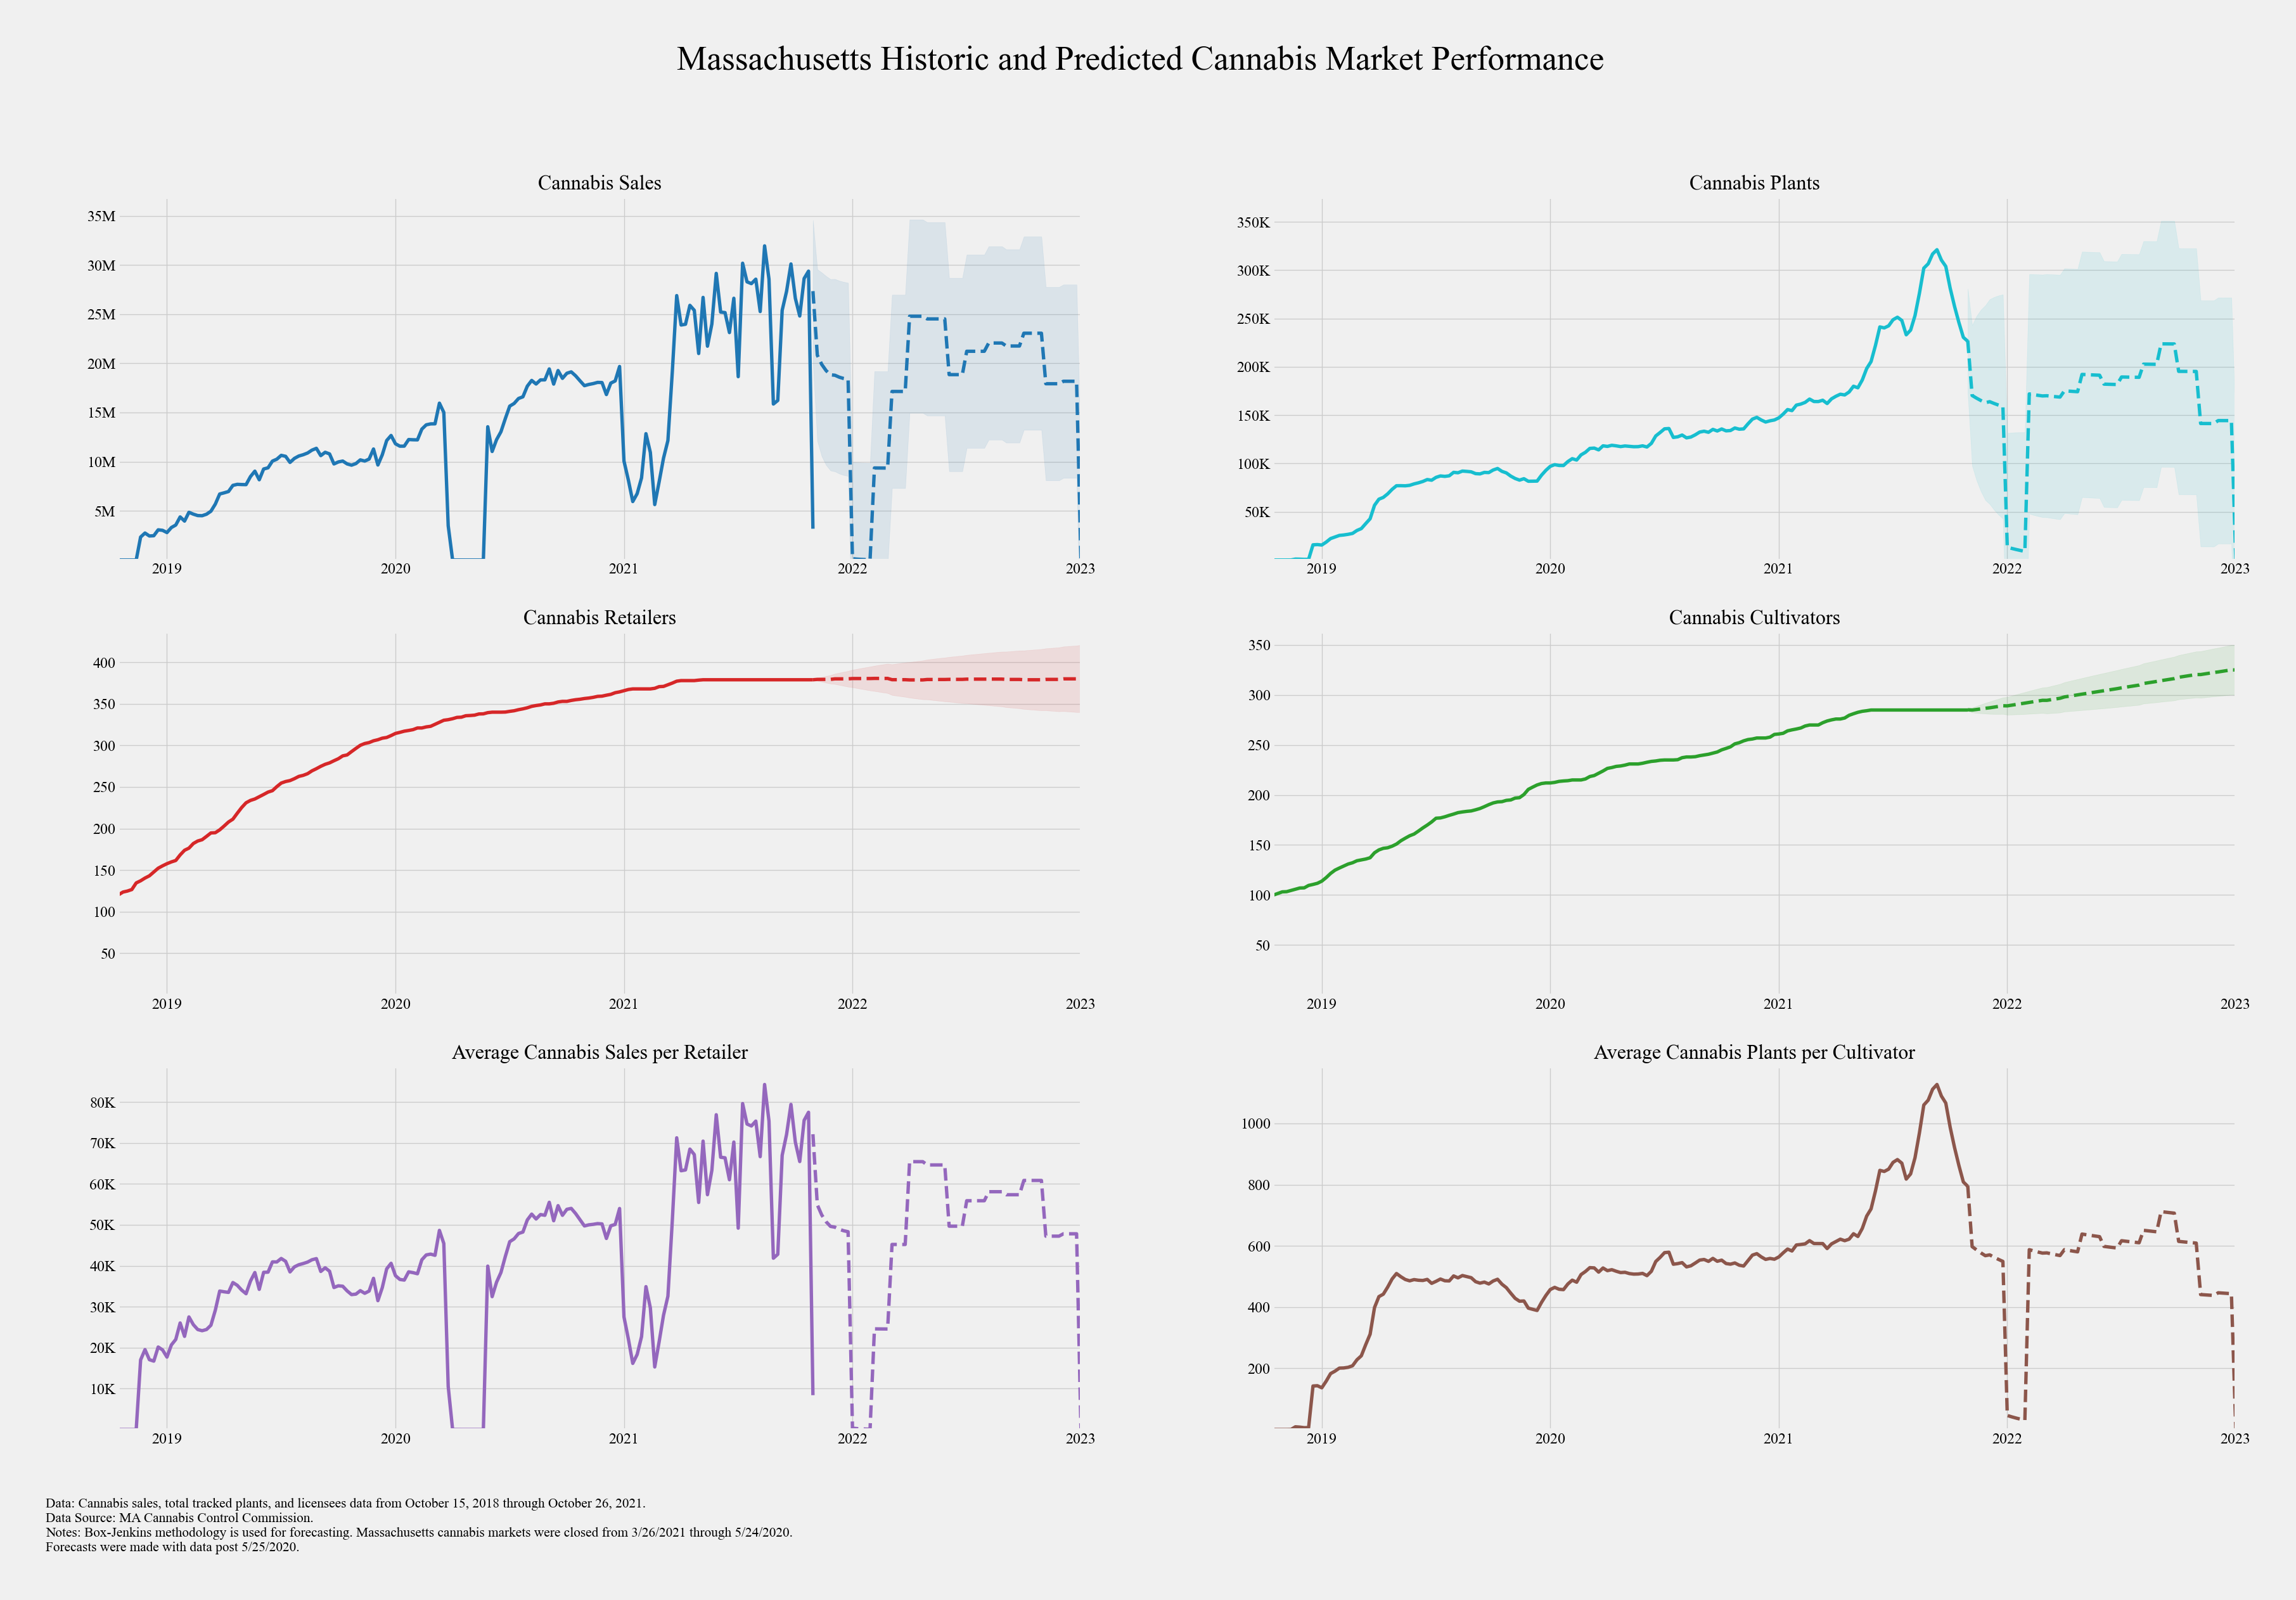 Massachusetts Historic and Predicted Cannabis Market Performance
Cannabis Sales
35M
30M
25M
20M
15M
10M
5M
2019 2020 2021 2022 2023
Cannabis Plants
350K
300K
250K
200K
150K
100K
50K
2019 2020 2021 2022 2023
Cannabis Retailers
400
350
300
250
200
150
100
50
2019 2020 2021 2022 2023
Cannabis Cultivators
350
300
250
200
150
100
50
2019 2020 2021 2022 2023
Average Cannabis Sales per Retailer
80K
70K
60K
50K
40K
30K
20K
10K
2019 2020 2021 2022 2023
Average Cannabis Plants per Cultivator
1000
800
600
400
200
2019 2020 2021 2022 2023
Data: Cannabis sales, total tracked plants, and licensees data from October 15, 2018 through October 26, 2021.
Data Source: MA Cannabis Control Commission.
Notes: Box-Jenkins methodology is used for forecasting. Massachusetts cannabis markets were closed from 3/26/2021 through 5/24/2020.
Forecasts were made with data post 5/25/2020.